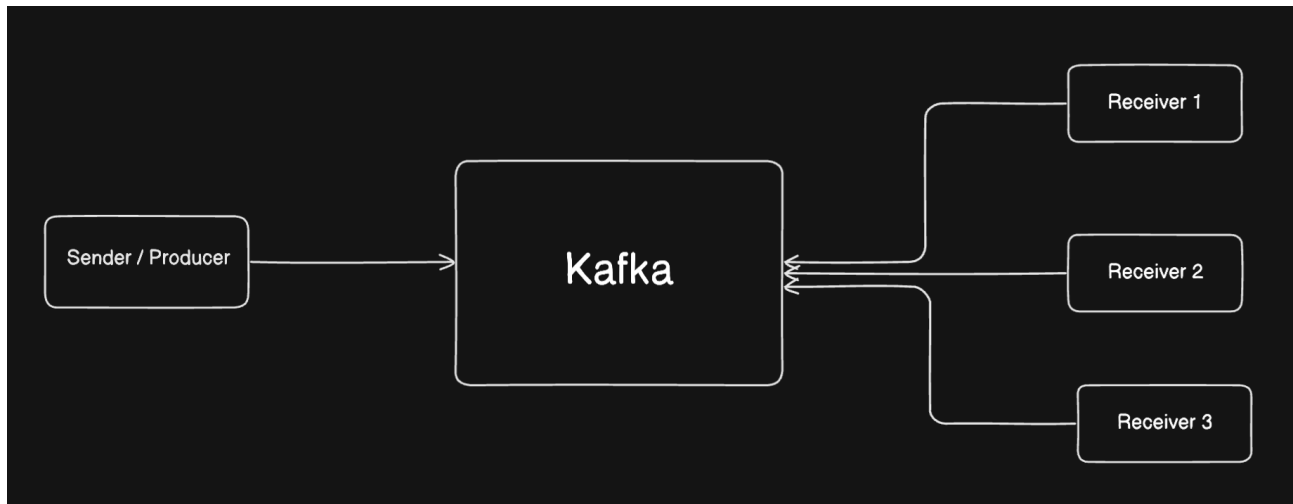 Receiver 1
Sender / Producer
Kafka
Receiver 2
Receiver 3